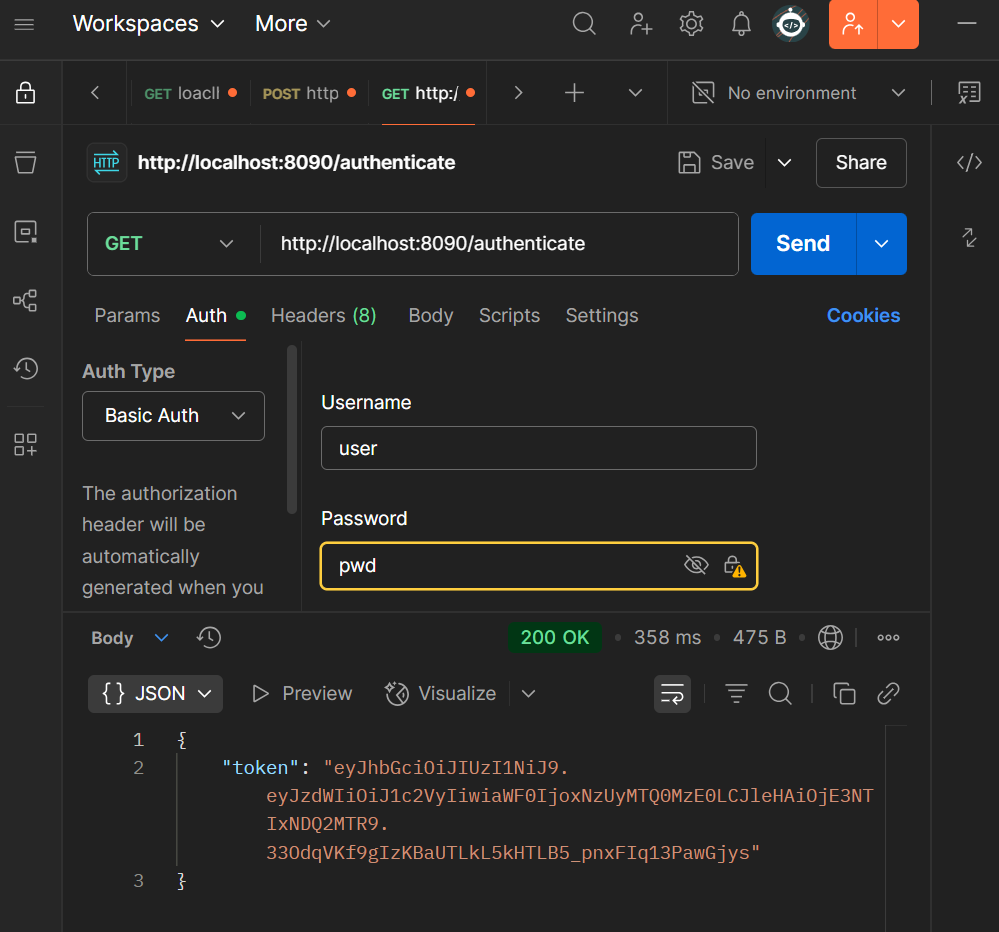 Workspaces More
GET loacll POST http GET http:/ No environment
HTTP http://localhost:8090/authenticate Save Share
GET http://localhost:8090/authenticate Send
Params Auth Headers (8) Body Scripts Settings Cookies
Auth Type
Basic Auth
The authorization
header will be
automatically
generated when you
Username
user
Password
pwd
Body 200 OK 358 ms 475 B
{} JSON Preview Visualize
1 {
2 "token": "eyJhbGciOiJIUzI1NiJ9.
eyJzdWIiOiJ1c2VyIiwiaWF0IjoxNzUyMTQ0MzE0LCJleHAiOjE3NT
IxNDQ2MTR9.
33OdqVKf9gIzKBaUTLkL5kHTLB5_pnxFIq13PawGjys"
3 }